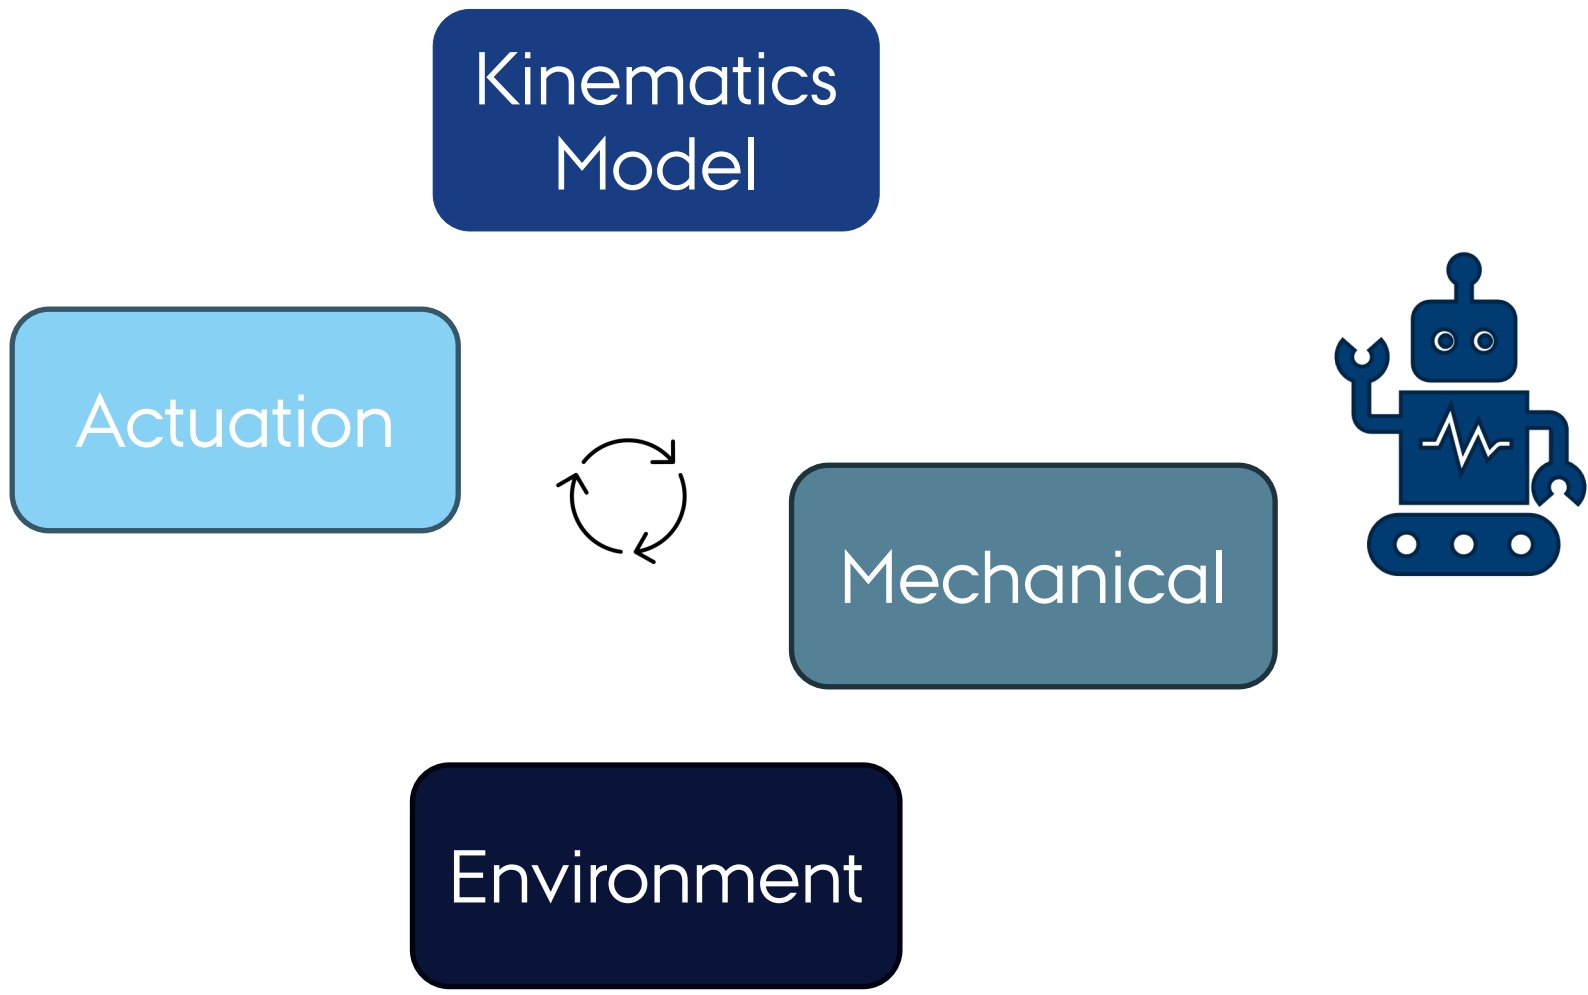 Kinematics
Model
Actuation
Mechanical
Environment